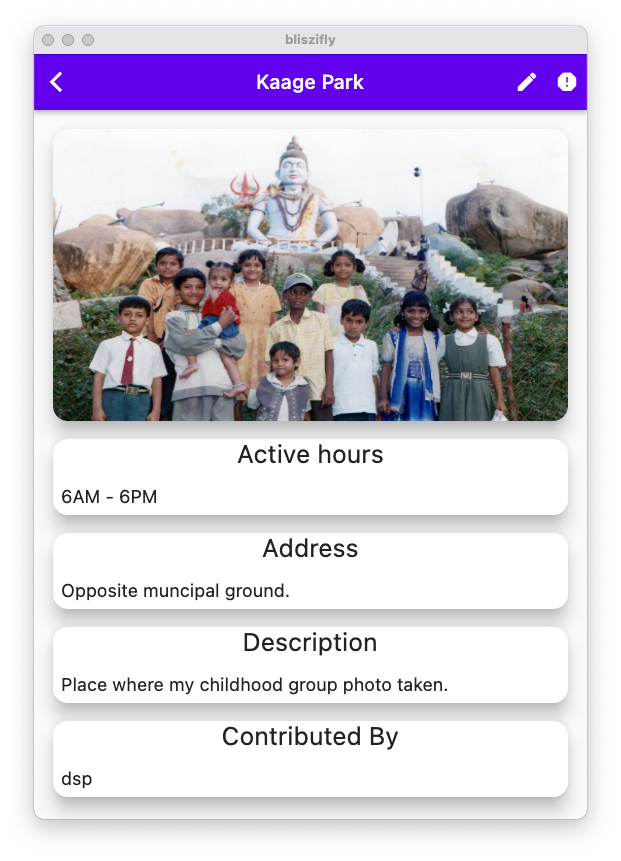 bliszifly
Kaage Park
Active hours
6AM - 6PM
Address
Opposite muncipal ground.
Description
Place where my childhood group photo taken.
Contributed By
dsp